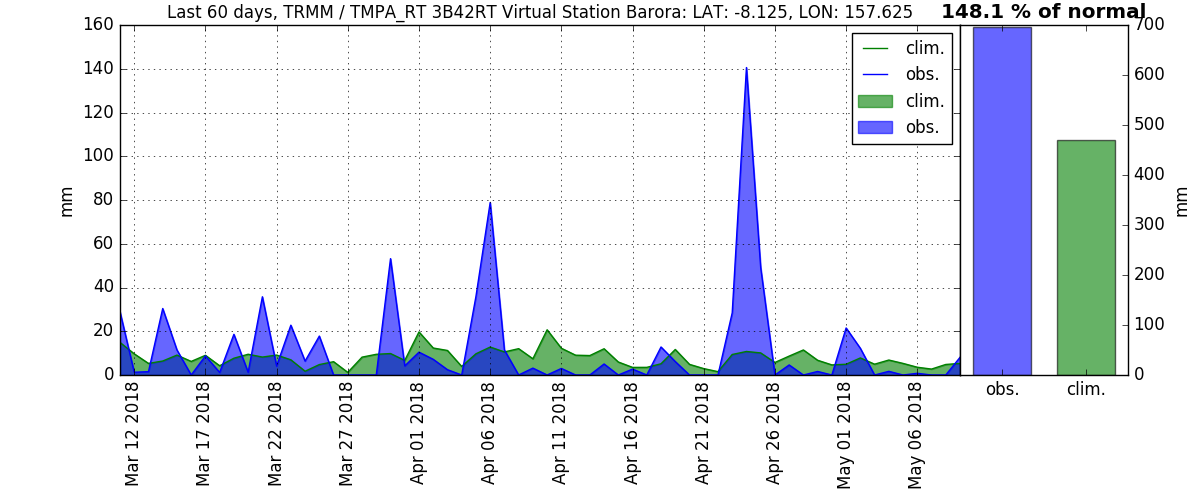 Last 60 days, TRMM / TMPA_RT 3B42RT Virtual Station Barora: LAT: -8.125, LON: 157.625
148.1 % of normal
160
140
120
100
80
60
40
20
0
mm
clim.
obs.
clim.
obs.
Mar 12 2018
Mar 17 2018
Mar 22 2018
Mar 27 2018
Apr 01 2018
Apr 06 2018
Apr 11 2018
Apr 16 2018
Apr 21 2018
Apr 26 2018
May 01 2018
May 06 2018
700
600
500
400
300
200
100
0
mm
obs.
clim.